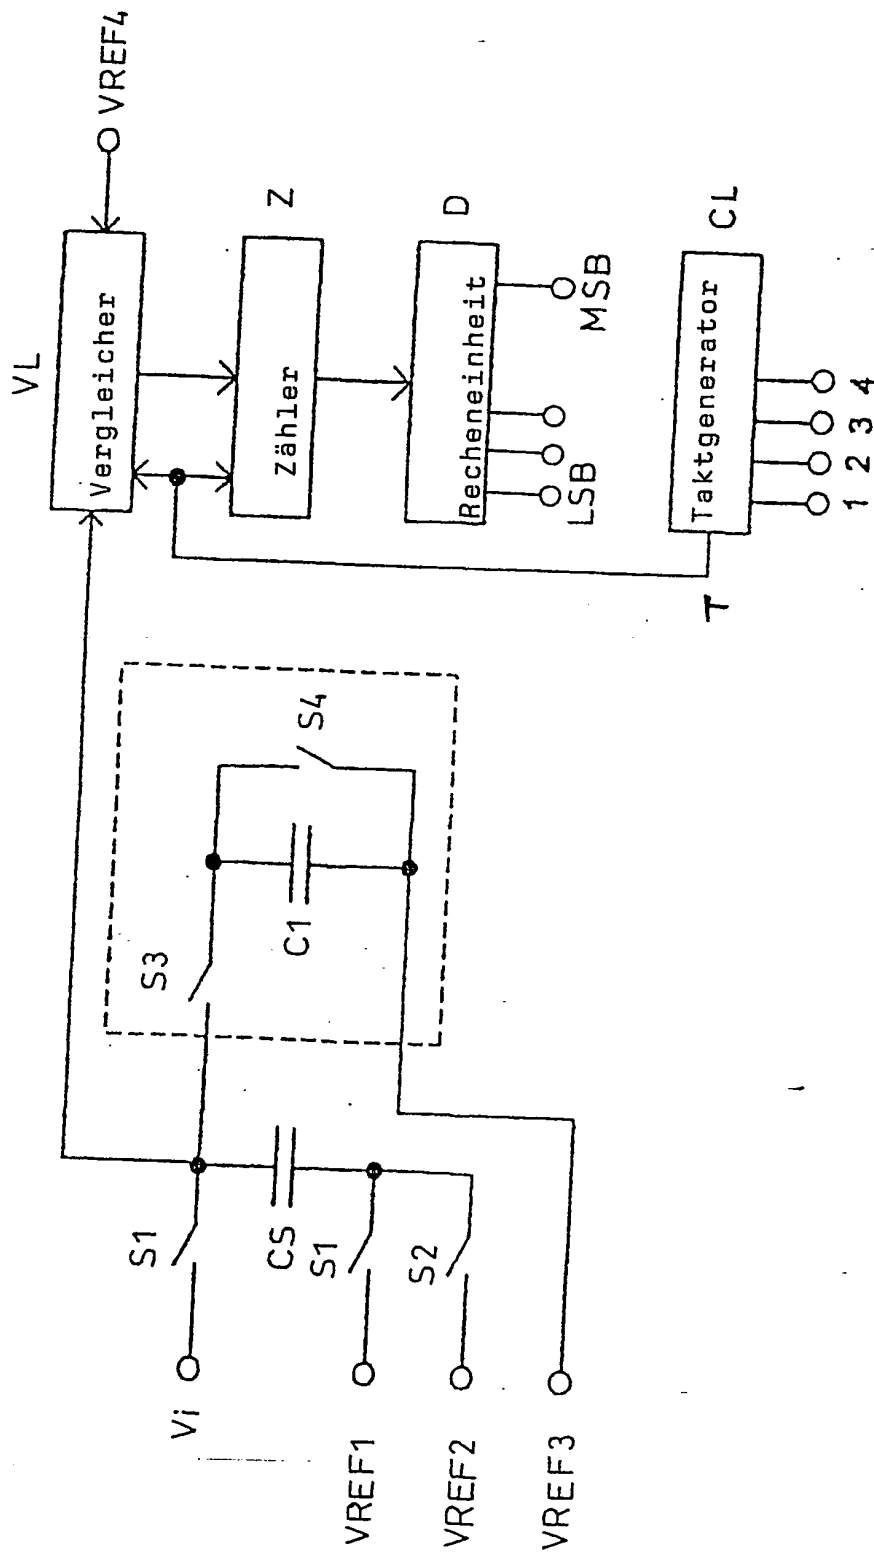 VL
Vergleicher
VREF4
Zähler
Z
Recheneinheit
D
LSB
MSB
T
Taktgenerator
CL
1 2 3 4
S3
C1
S4
S1
CS
S1
S2
Vi
VREF1
VREF2
VREF3